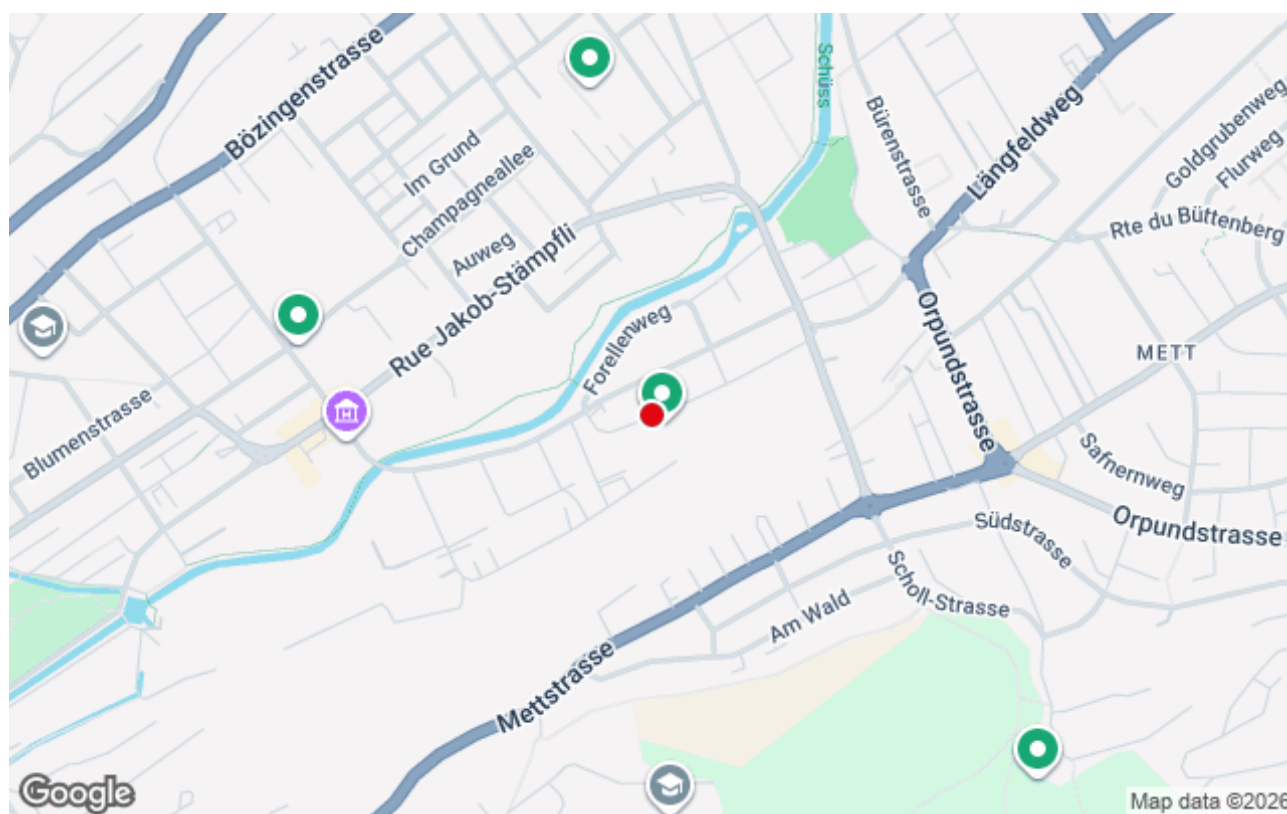 Bözingenstrasse
Schüss
Bürenstrasse
Längfeldweg
Goldgrubenweg
Flurweg
Im Grund
Champagneallee
Auweg
Rue Jakob-Stämpfli
Rte du Büttenberg
Forellenweg
Orpundstrasse
METT
Blumenstrasse
Safnernweg
Orpundstrasse
Südstrasse
Scholl-Strasse
Am Wald
Mettstrasse
Google
Map data ©2026